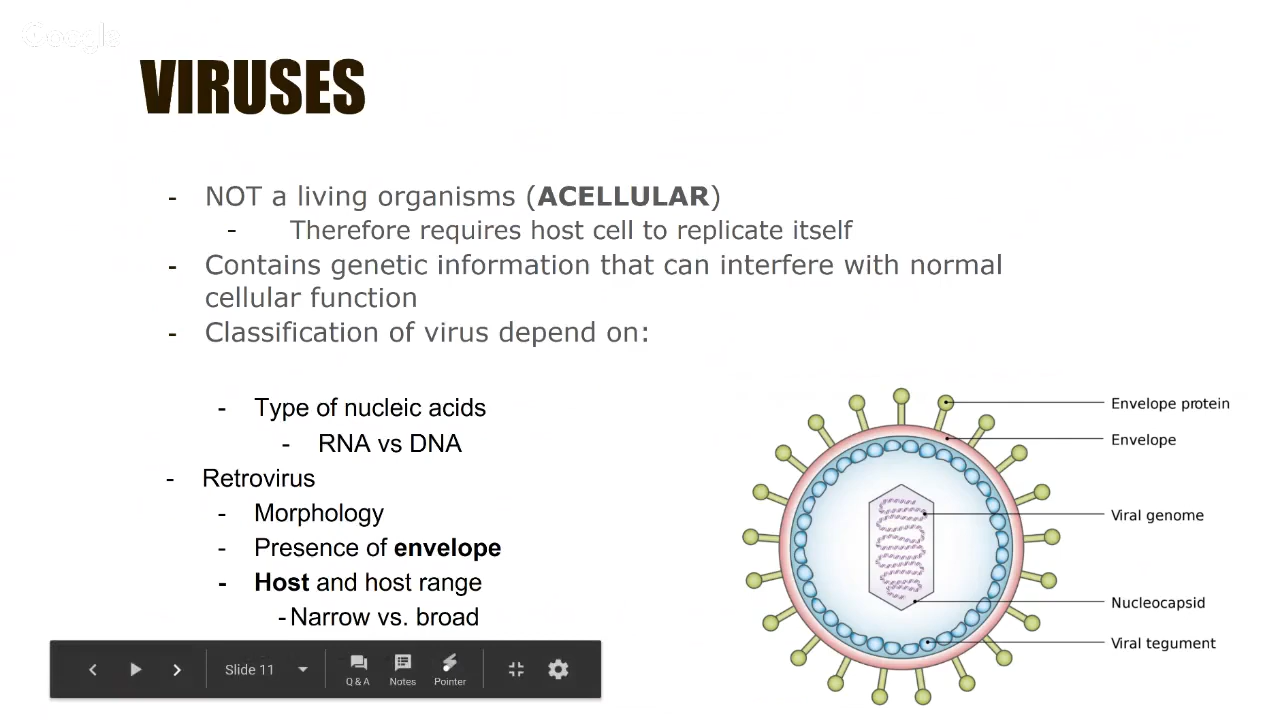 Google
VIRUSES
- NOT a living organisms (ACELLULAR)
- Therefore requires host cell to replicate itself
- Contains genetic information that can interfere with normal
cellular function
- Classification of virus depend on:
- Type of nucleic acids
- RNA vs DNA
- Retrovirus
- Morphology
- Presence of envelope
- Host and host range
- Narrow vs. broad
Envelope protein
Envelope
Viral genome
Nucleocapsid
Viral tegument
Slide 11
Q & A
Notes
Pointer